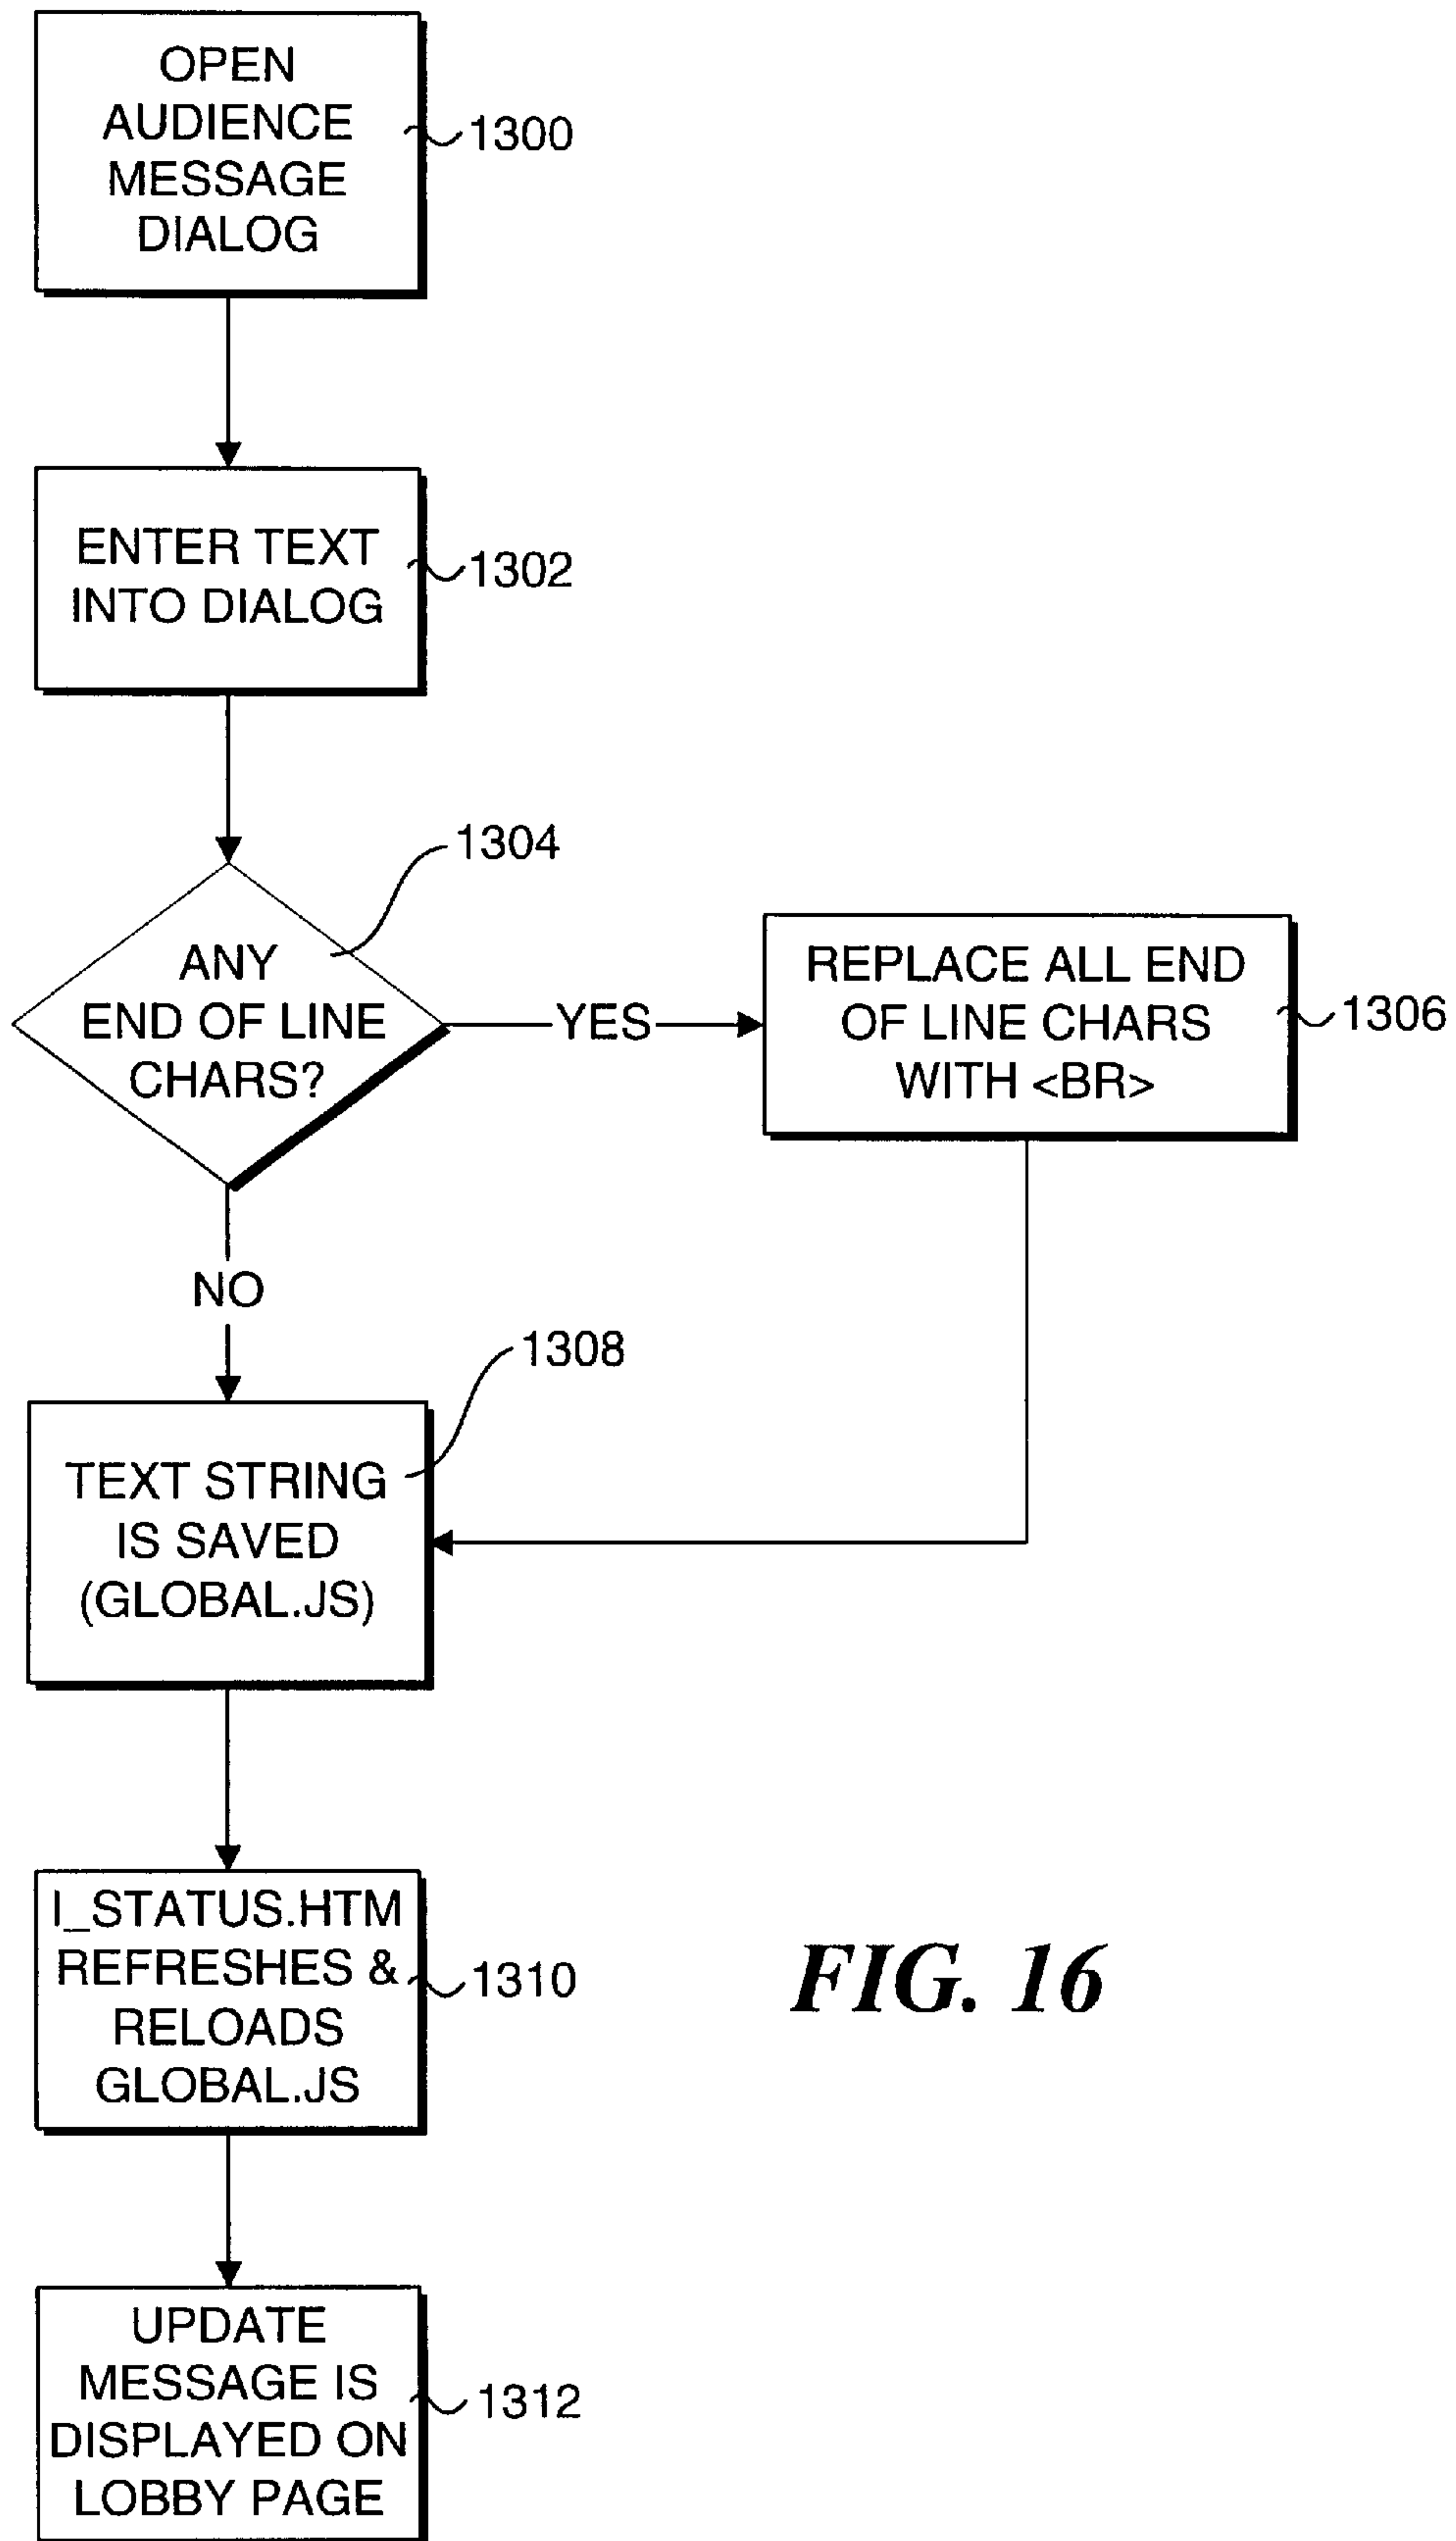 OPEN
AUDIENCE
MESSAGE
DIALOG
1300
ENTER TEXT
INTO DIALOG
1302
1304
ANY
END OF LINE
CHARS?
YES
REPLACE ALL END
OF LINE CHARS
WITH <BR>
1306
NO
1308
TEXT STRING
IS SAVED
(GLOBAL.JS)
I_STATUS.HTM
REFRESHES &
RELOADS
GLOBAL.JS
1310
FIG. 16
UPDATE
MESSAGE IS
DISPLAYED ON
LOBBY PAGE
1312